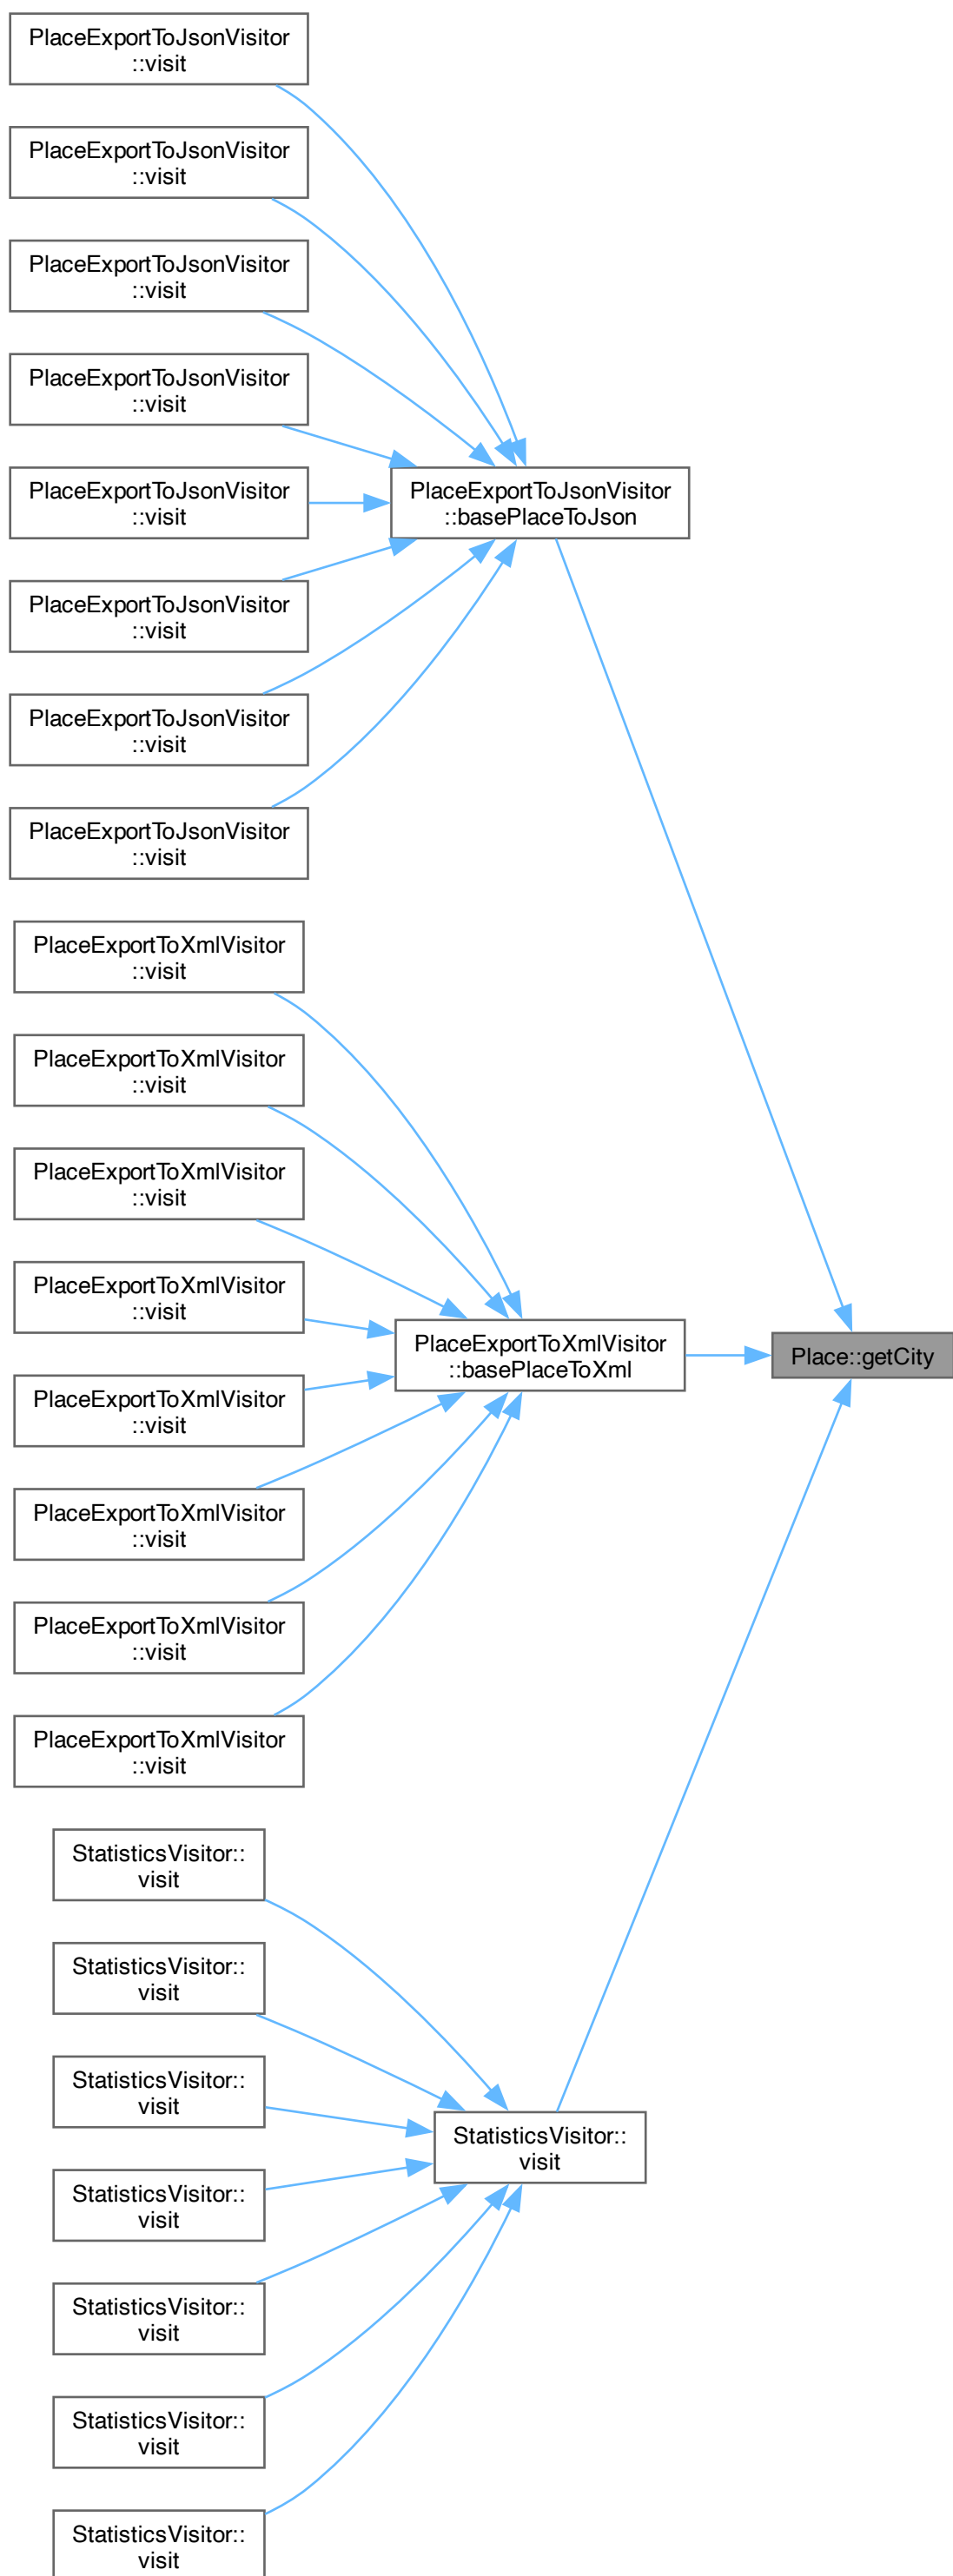 PlaceExportToJsonVisitor
::visit
PlaceExportToJsonVisitor
::visit
PlaceExportToJsonVisitor
::visit
PlaceExportToJsonVisitor
::visit
PlaceExportToJsonVisitor
::visit
PlaceExportToJsonVisitor
::basePlaceToJson
PlaceExportToJsonVisitor
::visit
PlaceExportToJsonVisitor
::visit
PlaceExportToJsonVisitor
::visit
PlaceExportToXmlVisitor
::visit
PlaceExportToXmlVisitor
::visit
PlaceExportToXmlVisitor
::visit
PlaceExportToXmlVisitor
::visit
PlaceExportToXmlVisitor
::basePlaceToXml
Place::getCity
PlaceExportToXmlVisitor
::visit
PlaceExportToXmlVisitor
::visit
PlaceExportToXmlVisitor
::visit
PlaceExportToXmlVisitor
::visit
StatisticsVisitor::
visit
StatisticsVisitor::
visit
StatisticsVisitor::
visit
StatisticsVisitor::
visit
StatisticsVisitor::
visit
StatisticsVisitor::
visit
StatisticsVisitor::
visit
StatisticsVisitor::
visit